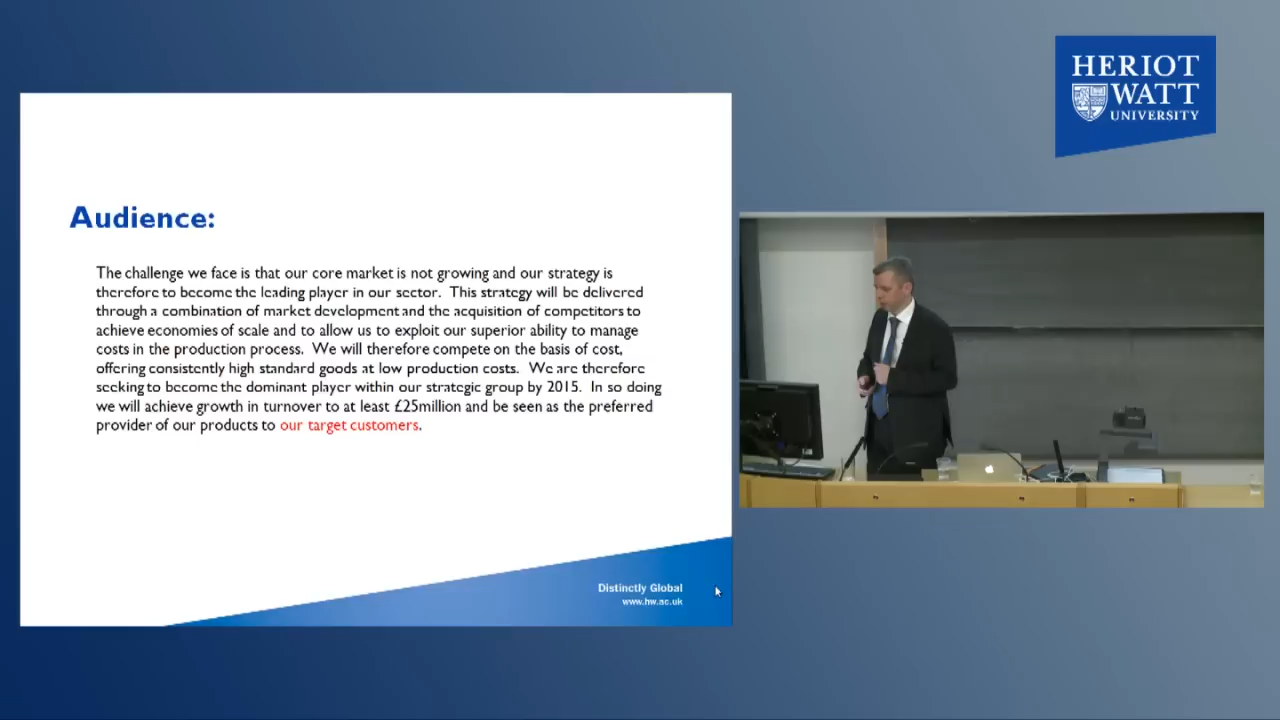 HERIOT
WATT
UNIVERSITY
Audience:
The challenge we face is that our core market is not growing and our strategy is
therefore to become the leading player in our sector. This strategy will be delivered
through a combination of market development and the acquisition of competitors to
achieve economies of scale and to allow us to exploit our superior ability to manage
costs in the production process. We will therefore compete on the basis of cost,
offering consistently high standard goods at low production costs. We are therefore
seeking to become the dominant player within our strategic group by 2015. In so doing
we will achieve growth in turnover to at least £25million and be seen as the preferred
provider of our products to our target customers.
Distinctly Global
www.hw.ac.uk